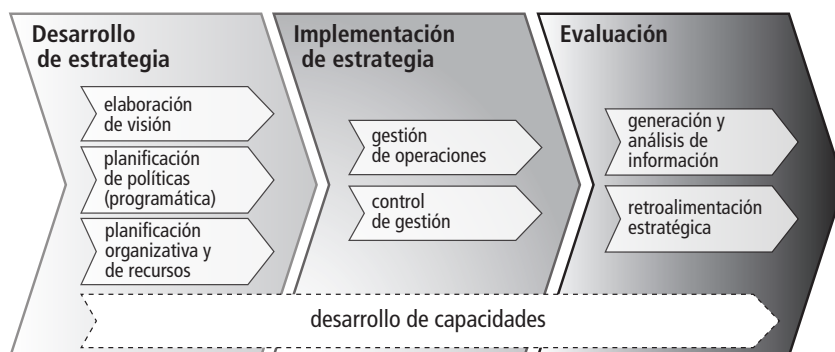 Desarrollo
de estrategia
elaboración
de visión
planificación
de políticas
(programática)
planificación
organizativa y
de recursos
Implementación
de estrategia
gestión
de operaciones
control
de gestión
Evaluación
generación y
análisis de
información
retroalimentación
estratégica
desarrollo de capacidades